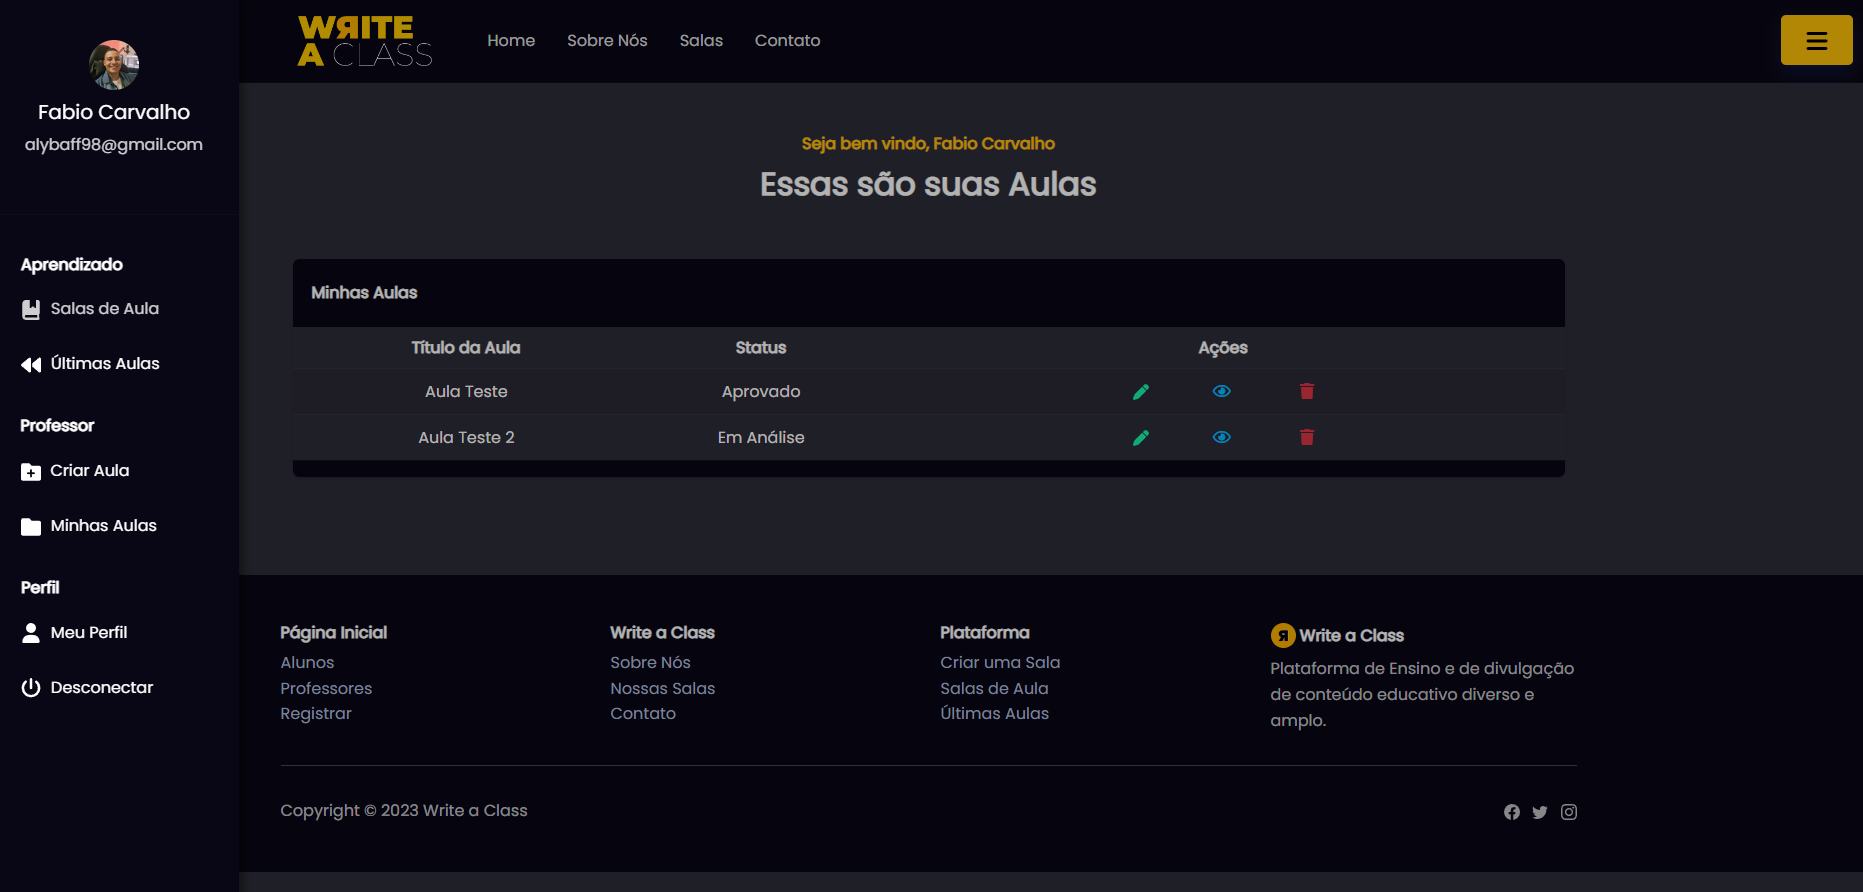 Fabio Carvalho
alybaff98@gmail.com
Aprendizado
Salas de Aula
Últimas Aulas
Professor
Criar Aula
Minhas Aulas
Perfil
Meu Perfil
Desconectar
WRITE
A CLASS
Home Sobre Nós Salas Contato
Seja bem vindo, Fabio Carvalho
Essas são suas Aulas
Minhas Aulas
Título da Aula Status Ações
Aula Teste Aprovado
Aula Teste 2 Em Análise
Página Inicial
Alunos
Professores
Registrar
Write a Class
Sobre Nós
Nossas Salas
Contato
Plataforma
Criar uma Sala
Salas de Aula
Últimas Aulas
Я Write a Class
Plataforma de Ensino e de divulgação
de conteúdo educativo diverso e
amplo.
Copyright © 2023 Write a Class